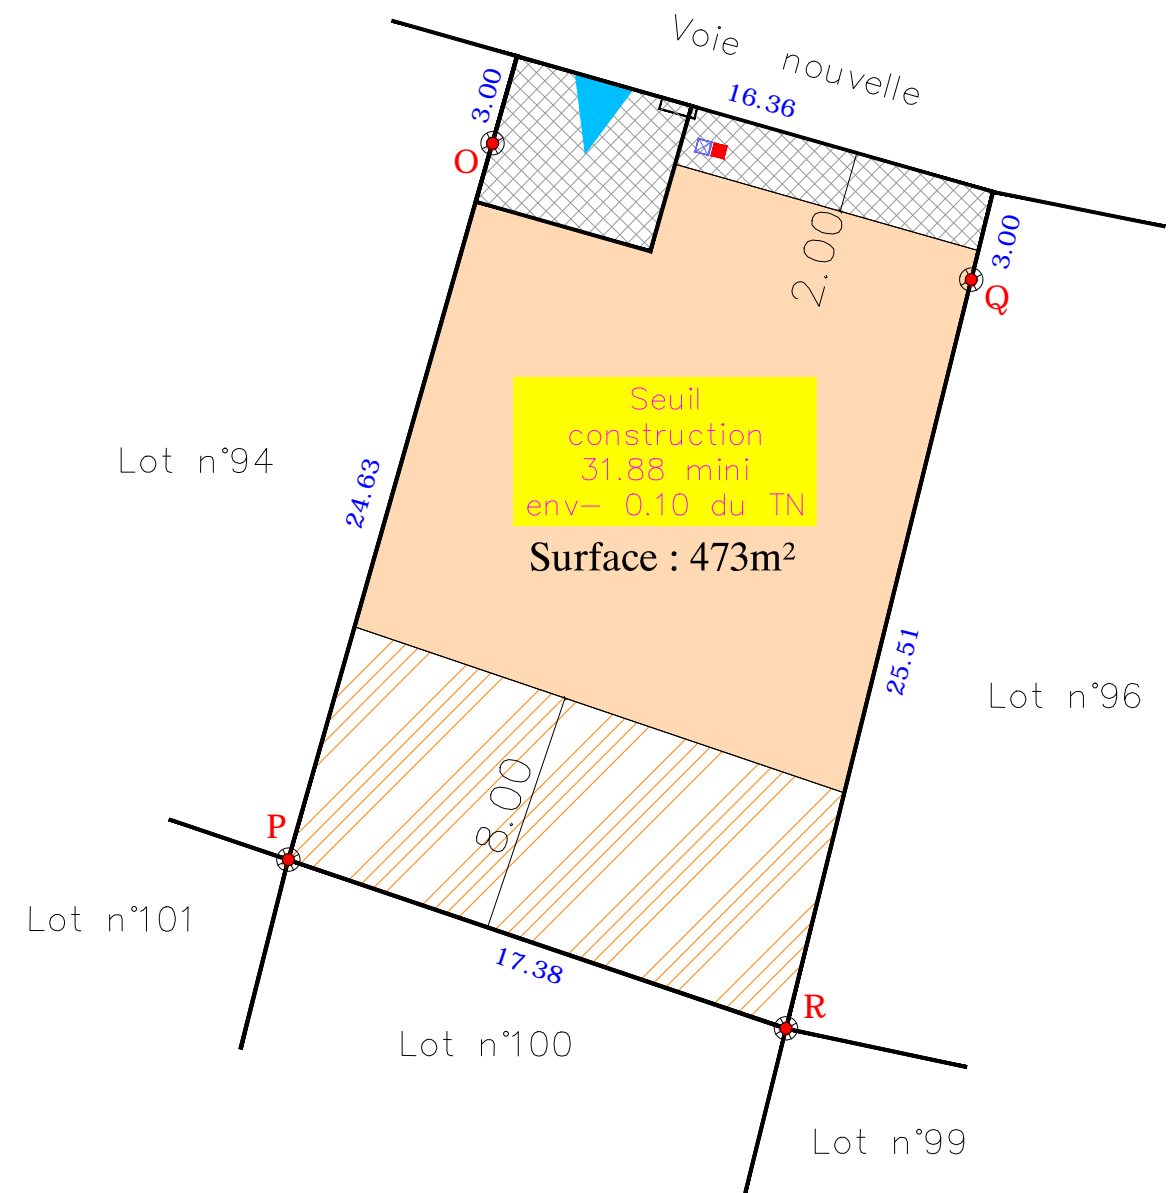 Voie nouvelle
3.00
16.36
O
2.00
3.00
Q
Seuil
construction
31.88 mini
env- 0.10 du TN
Surface : 473m²
Lot n°94
24.63
25.51
Lot n°96
8.00
P
Lot n°101
17.38
R
Lot n°100
Lot n°99